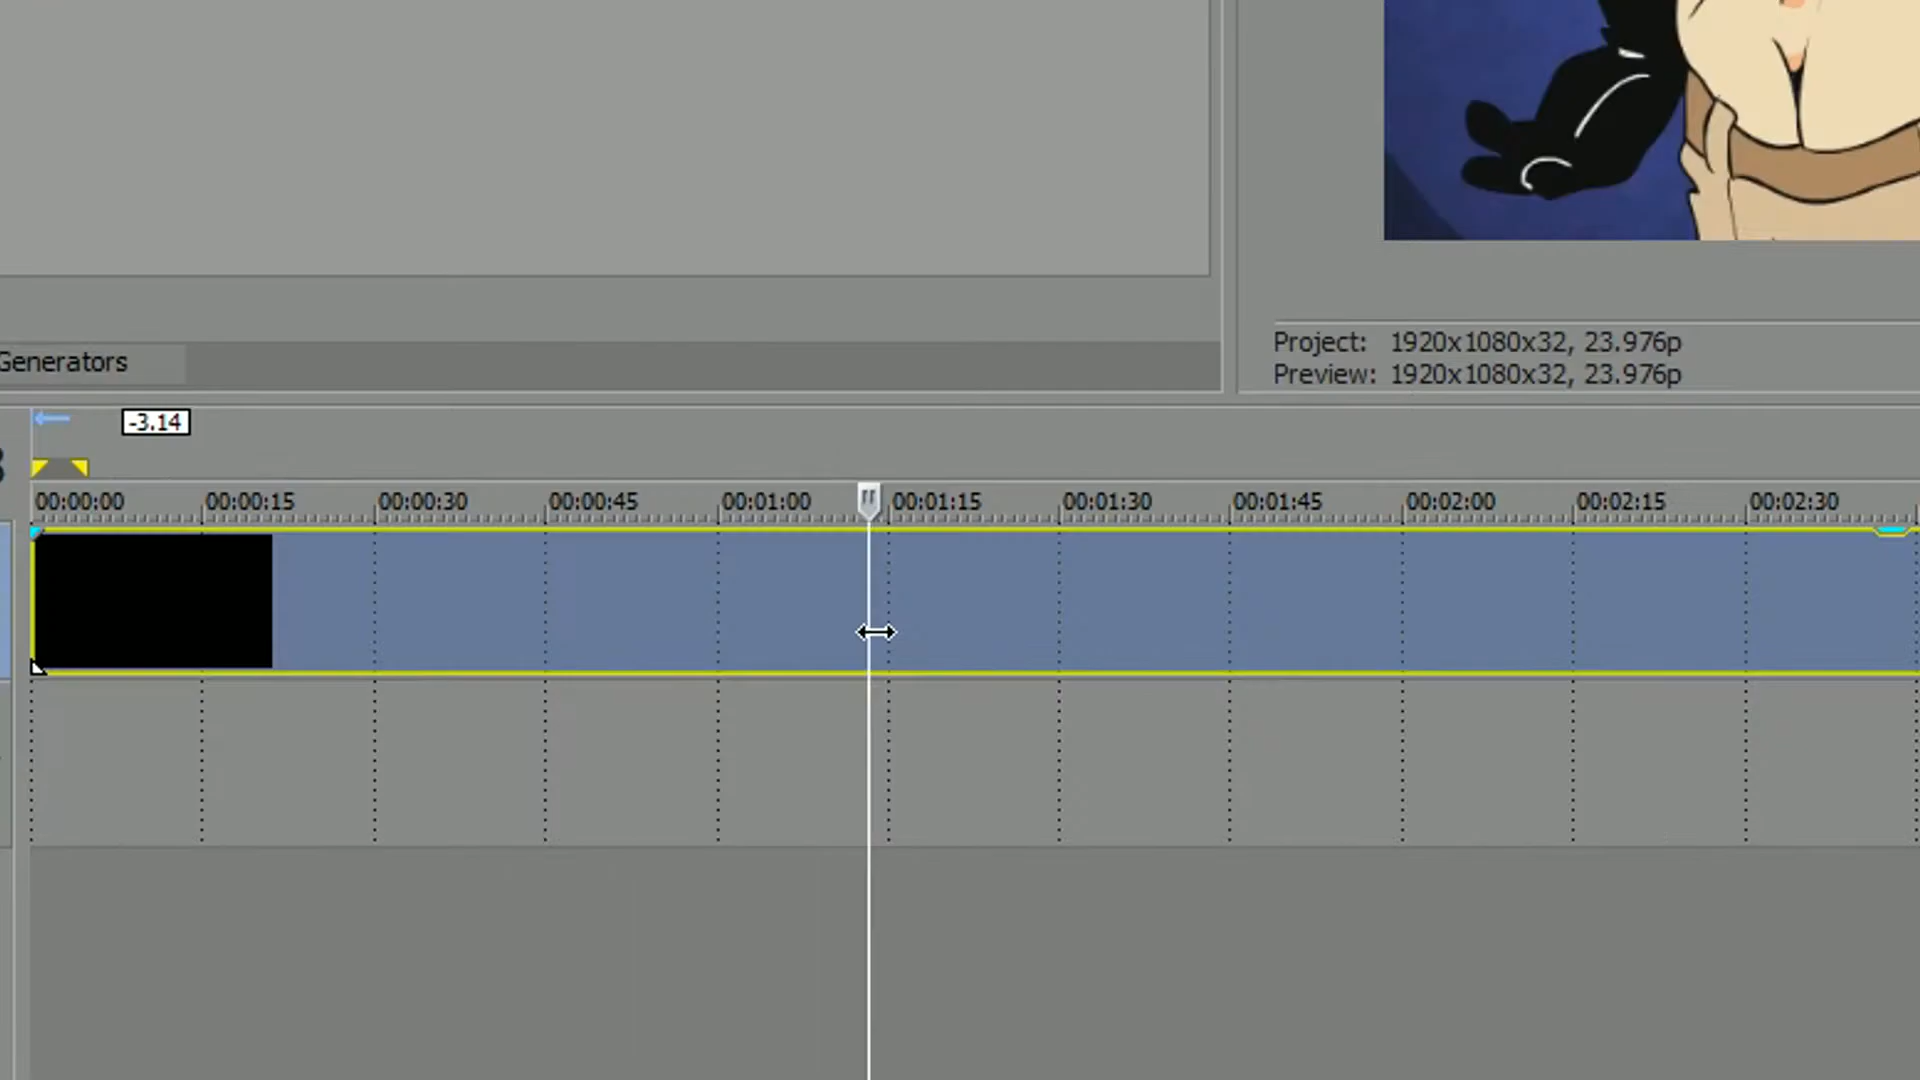 Generators
Project: 1920x1080x32, 23.976p
Preview: 1920x1080x32, 23.976p
-3.14
00:00:00 00:00:15 00:00:30 00:00:45 00:01:00 00:01:15 00:01:30 00:01:45 00:02:00 00:02:15 00:02:30